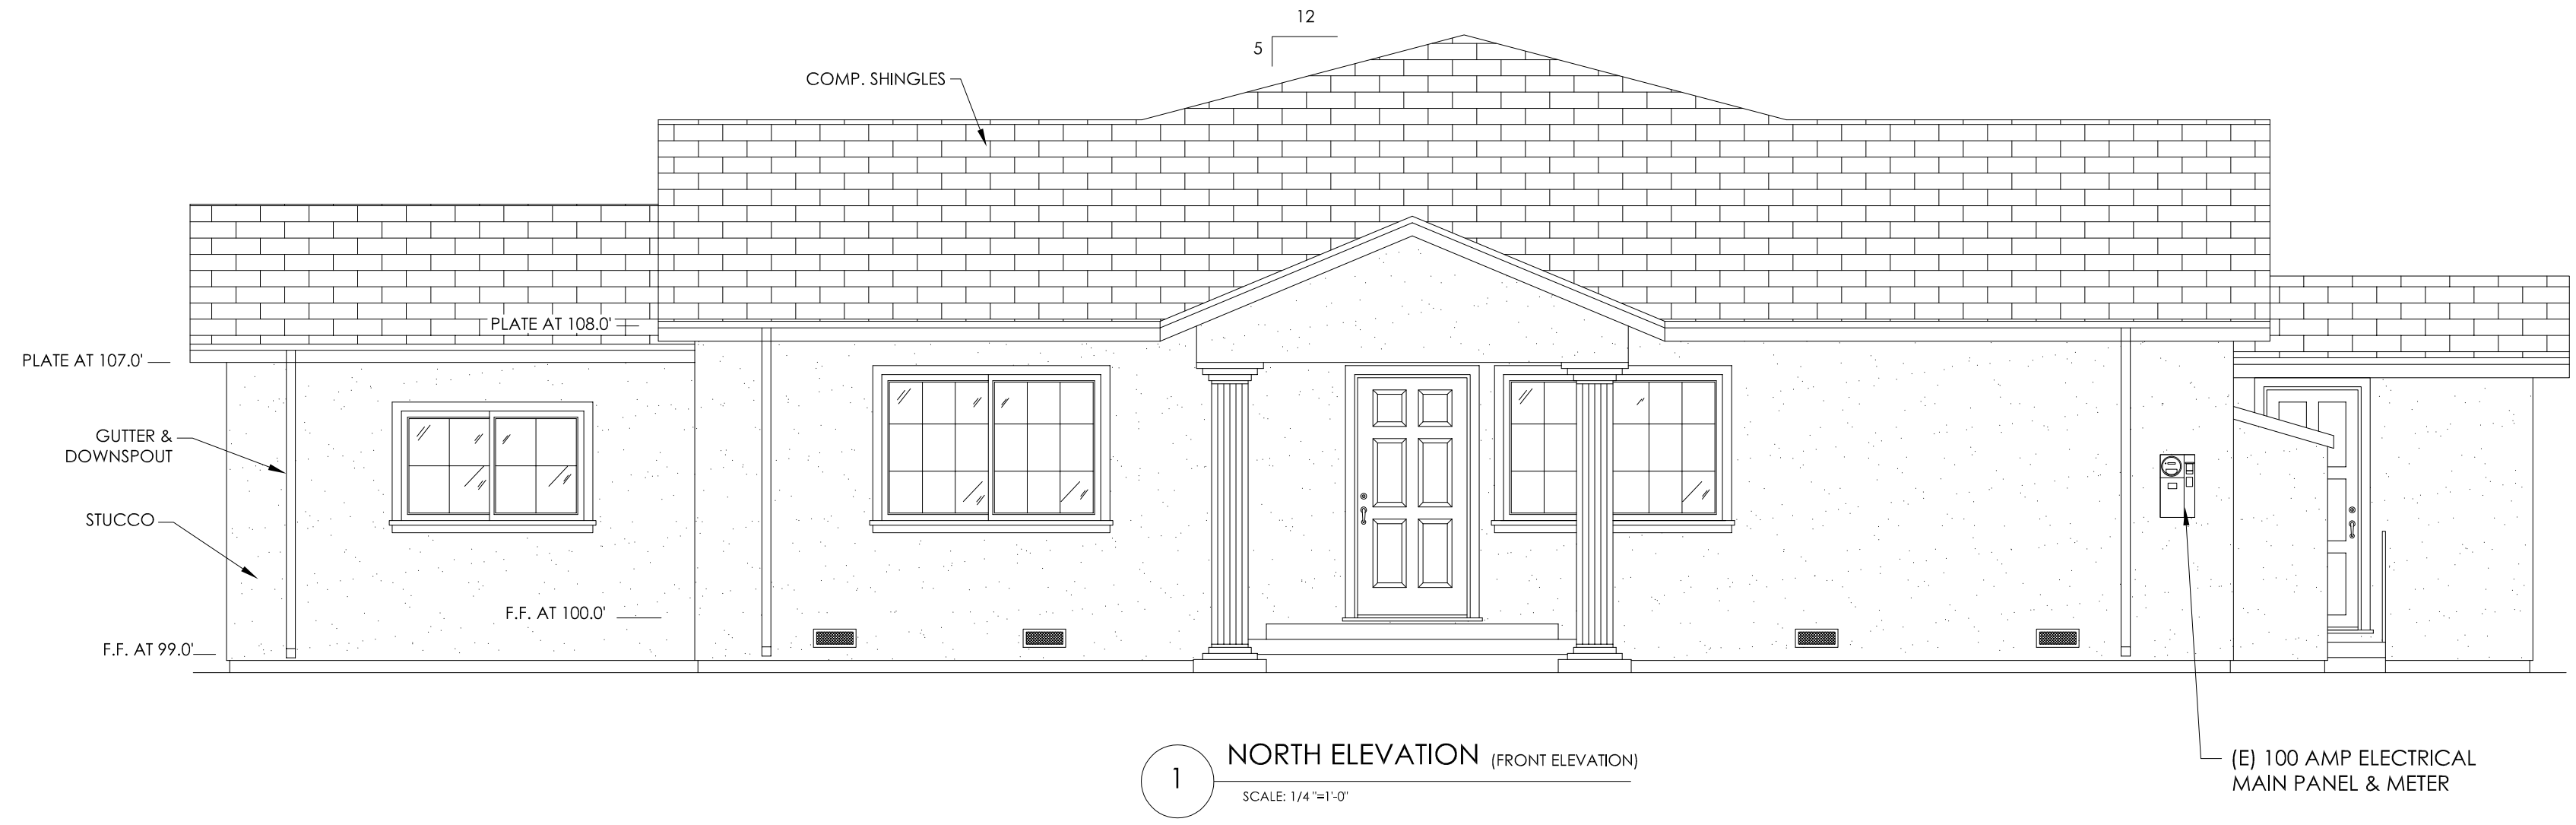 12
5
COMP. SHINGLES
PLATE AT 108.0'
PLATE AT 107.0'
GUTTER &
DOWNSPOUT
STUCCO
F.F. AT 100.0'
F.F. AT 99.0'
1
NORTH ELEVATION (FRONT ELEVATION)
SCALE: 1/4"=1'-0"
(E) 100 AMP ELECTRICAL
MAIN PANEL & METER